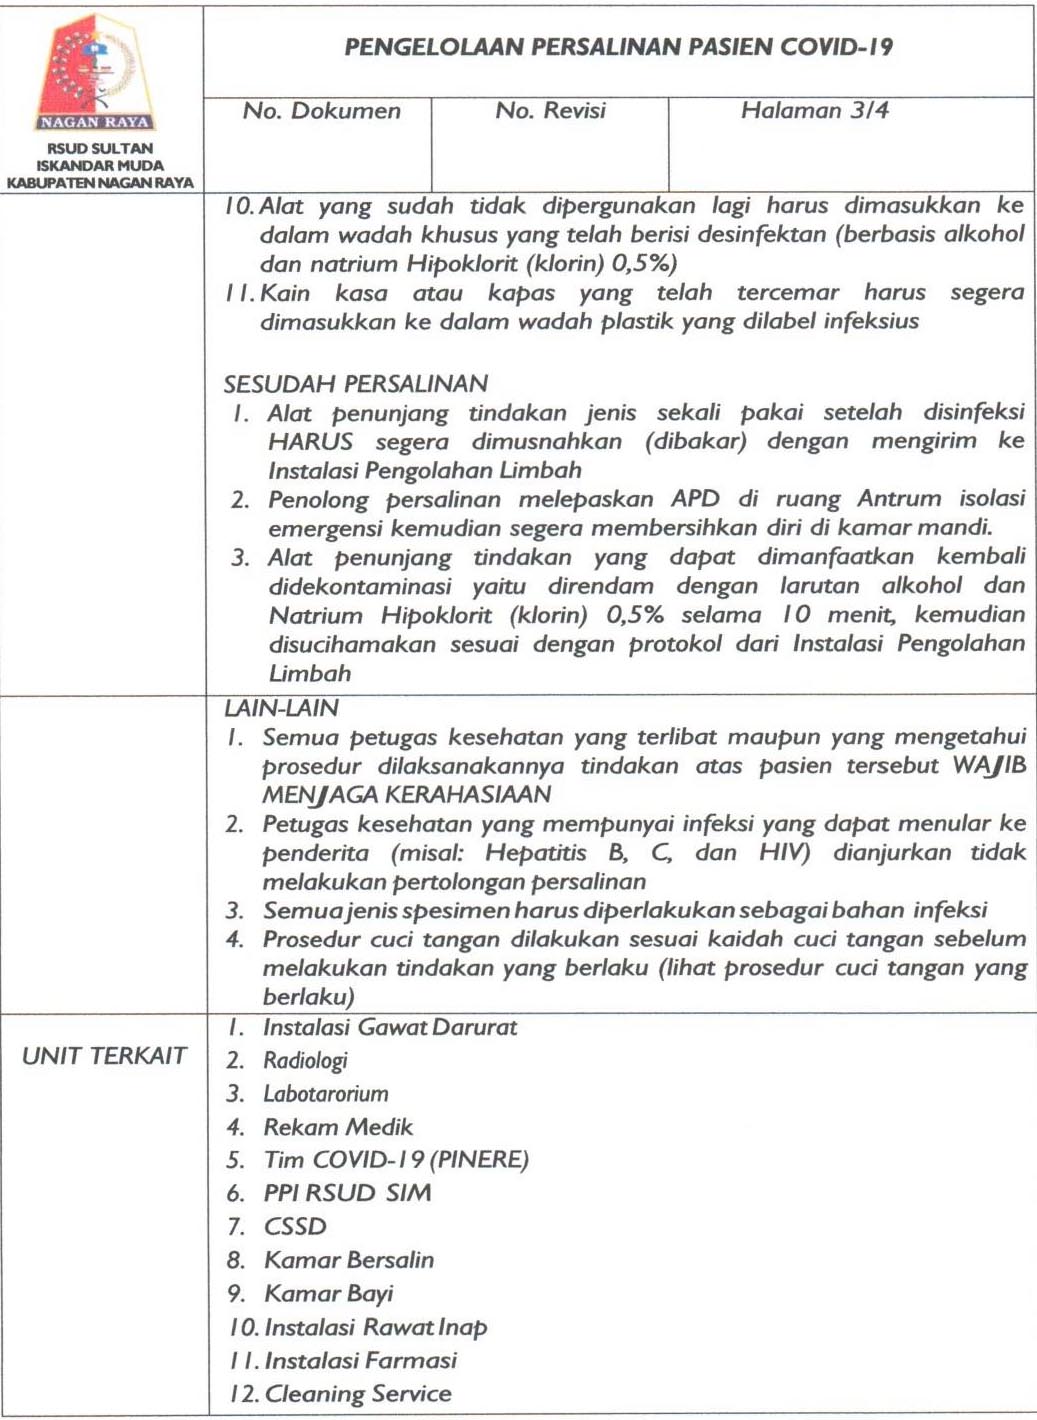 NAGAN RAYA
RSUD SULTAN
ISKANDAR MUDA
KABUPATEN NAGAN RAYA
PENGELOLAAN PERSALINAN PASIEN COVID-19
No. Dokumen
No. Revisi
Halaman 3/4
10. Alat yang sudah tidak dipergunakan lagi harus dimasukkan ke
dalam wadah khusus yang telah berisi desinfektan (berbasis alkohol
dan natrium Hipoklorit (klorin) 0,5%)
11. Kain kasa atau kapas yang telah tercemar harus segera
dimasukkan ke dalam wadah plastik yang dilabel infeksius
SESUDAH PERSALINAN
1. Alat penunjang tindakan jenis sekali pakai setelah disinfeksi
HARUS segera dimusnahkan (dibakar) dengan mengirim ke
Instalasi Pengolahan Limbah
2. Penolong persalinan melepaskan APD di ruang Antrum isolasi
emergensi kemudian segera membersihkan diri di kamar mandi.
3. Alat penunjang tindakan yang dapat dimanfaatkan kembali
didekontaminasi yaitu direndam dengan larutan alkohol dan
Natrium Hipoklorit (klorin) 0,5% selama 10 menit, kemudian
disucihamakan sesuai dengan protokol dari Instalasi Pengolahan
Limbah
LAIN-LAIN
1. Semua petugas kesehatan yang terlibat maupun yang mengetahui
prosedur dilaksanakannya tindakan atas pasien tersebut WAJIB
MENJAGA KERAHASIAAN
2. Petugas kesehatan yang mempunyai infeksi yang dapat menular ke
penderita (misal: Hepatitis B, C, dan HIV) dianjurkan tidak
melakukan pertolongan persalinan
3. Semua jenis spesimen harus diperlakukan sebagai bahan infeksi
4. Prosedur cuci tangan dilakukan sesuai kaidah cuci tangan sebelum
melakukan tindakan yang berlaku (lihat prosedur cuci tangan yang
berlaku)
UNIT TERKAIT
1. Instalasi Gawat Darurat
2. Radiologi
3. Labotarorium
4. Rekam Medik
5. Tim COVID-19 (PINERE)
6. PPI RSUD SIM
7. CSSD
8. Kamar Bersalin
9. Kamar Bayi
10. Instalasi Rawat Inap
11. Instalasi Farmasi
12. Cleaning Service